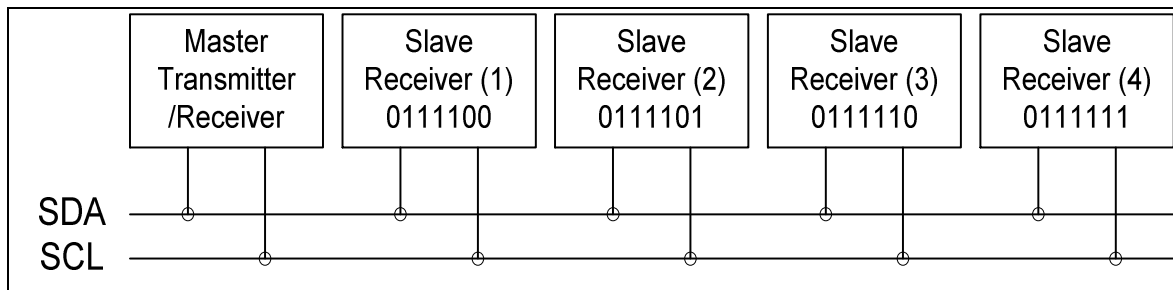 Master
Transmitter
/Receiver
Slave
Receiver (1)
0111100
Slave
Receiver (2)
0111101
Slave
Receiver (3)
0111110
Slave
Receiver (4)
0111111
SDA
SCL